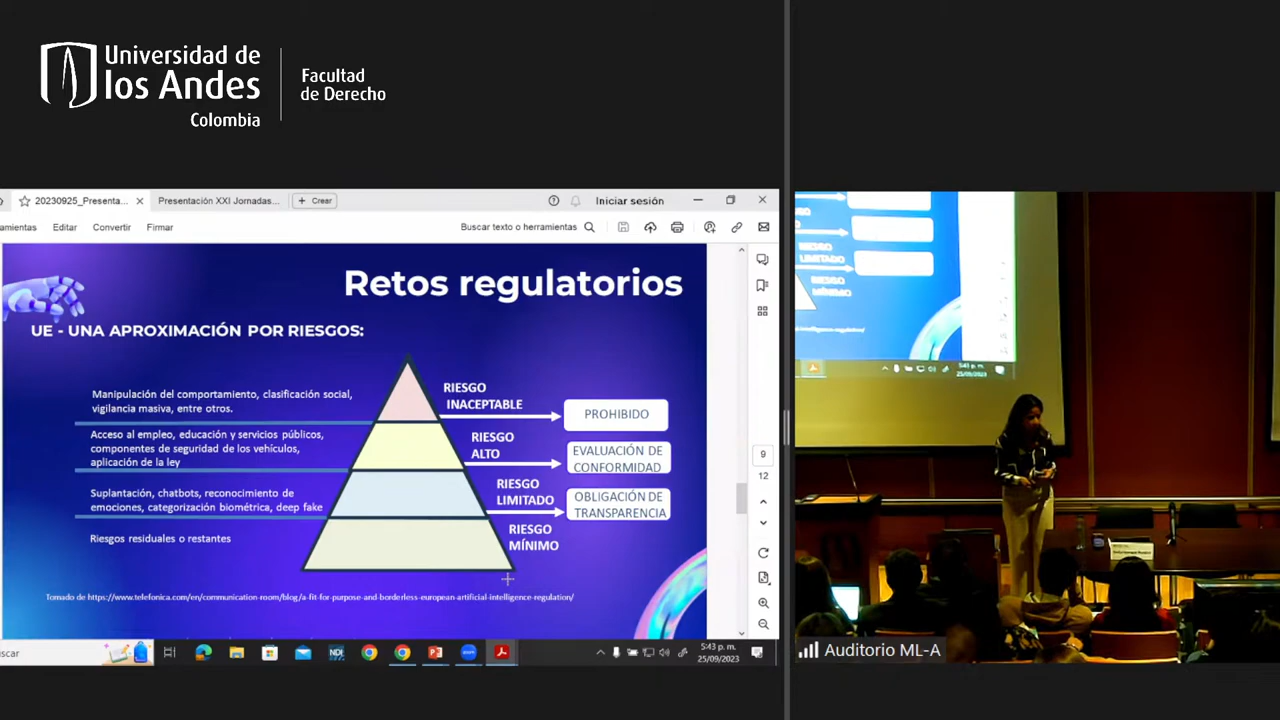 Universidad de
los Andes
Colombia
Facultad
de Derecho
20230925_Presenta...
Presentación XXI Jornadas...
Crear
Iniciar sesión
Editar
Convertir
Firmar
Buscar texto o herramientas
Retos regulatorios
UE - UNA APROXIMACIÓN POR RIESGOS:
Manipulación del comportamiento, clasificación social,
vigilancia masiva, entre otros.
RIESGO
INACEPTABLE
PROHIBIDO
Acceso al empleo, educación y servicios públicos,
componentes de seguridad de los vehículos,
aplicación de la ley
RIESGO
ALTO
EVALUACIÓN DE
CONFORMIDAD
Suplantación, chatbots, reconocimiento de
emociones, categorización biométrica, deep fake
RIESGO
LIMITADO
OBLIGACIÓN DE
TRANSPARENCIA
Riesgos residuales o restantes
RIESGO
MÍNIMO
Tomado de https://www.telefonica.com/en/communication-room/blog/a-fit-for-purpose-and-borderless-european-artificial-intelligence-regulation/
9
12
5:43 p. m.
25/09/2023
RIESGO
LIMITADO
RIESGO
MÍNIMO
5:43 p. m.
25/09/2023
Auditorio ML-A